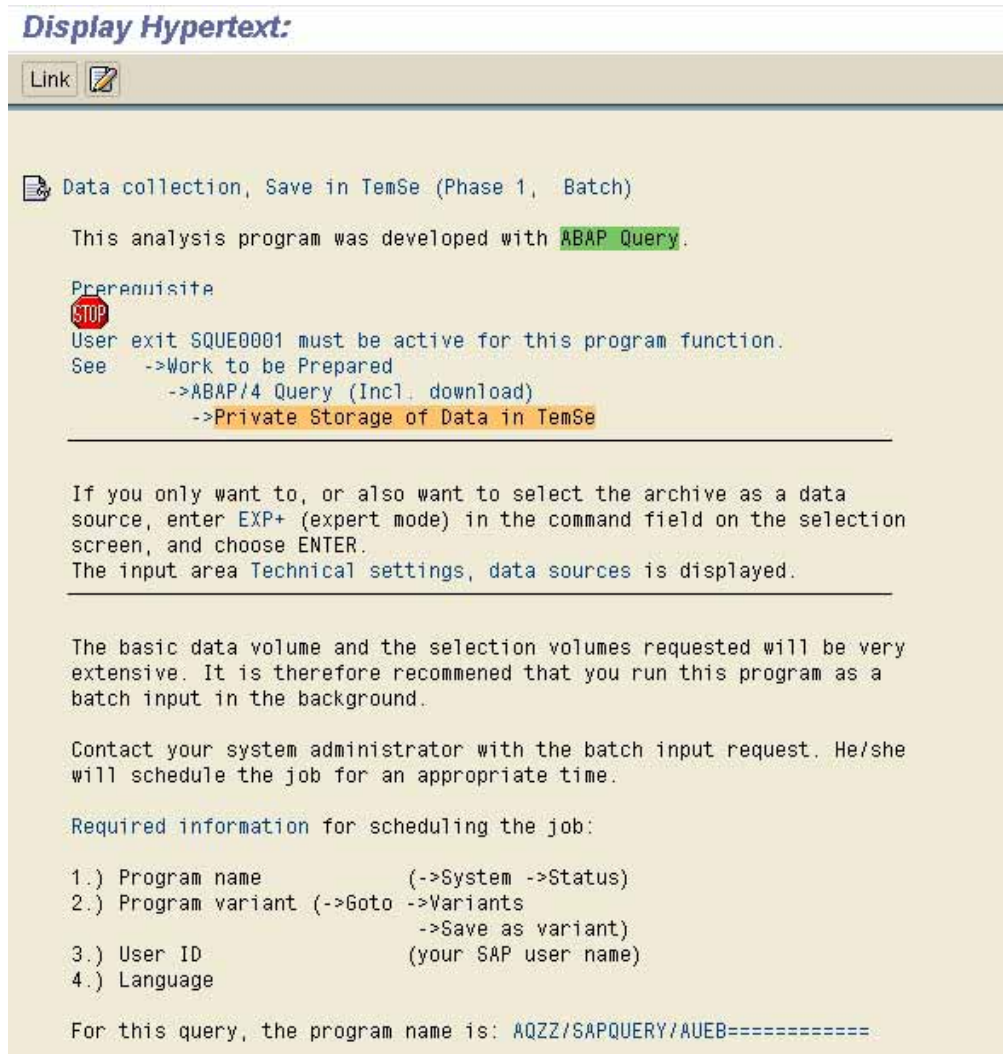 Display Hypertext:
Link
Data collection, Save in TemSe (Phase 1, Batch)
This analysis program was developed with ABAP Query.
Prerequisite
STOP
User exit SQUE0001 must be active for this program function.
See ->Work to be Prepared
->ABAP/4 Query (Incl. download)
->Private Storage of Data in TemSe
If you only want to, or also want to select the archive as a data
source, enter EXP+ (expert mode) in the command field on the selection
screen, and choose ENTER.
The input area Technical settings, data sources is displayed.
The basic data volume and the selection volumes requested will be very
extensive. It is therefore recommened that you run this program as a
batch input in the background.
Contact your system administrator with the batch input request. He/she
will schedule the job for an appropriate time.
Required information for scheduling the job:
1.) Program name (->System ->Status)
2.) Program variant (->Goto ->Variants
->Save as variant)
3.) User ID (your SAP user name)
4.) Language
For this query, the program name is: AQZZ/SAPQUERY/AUEB============